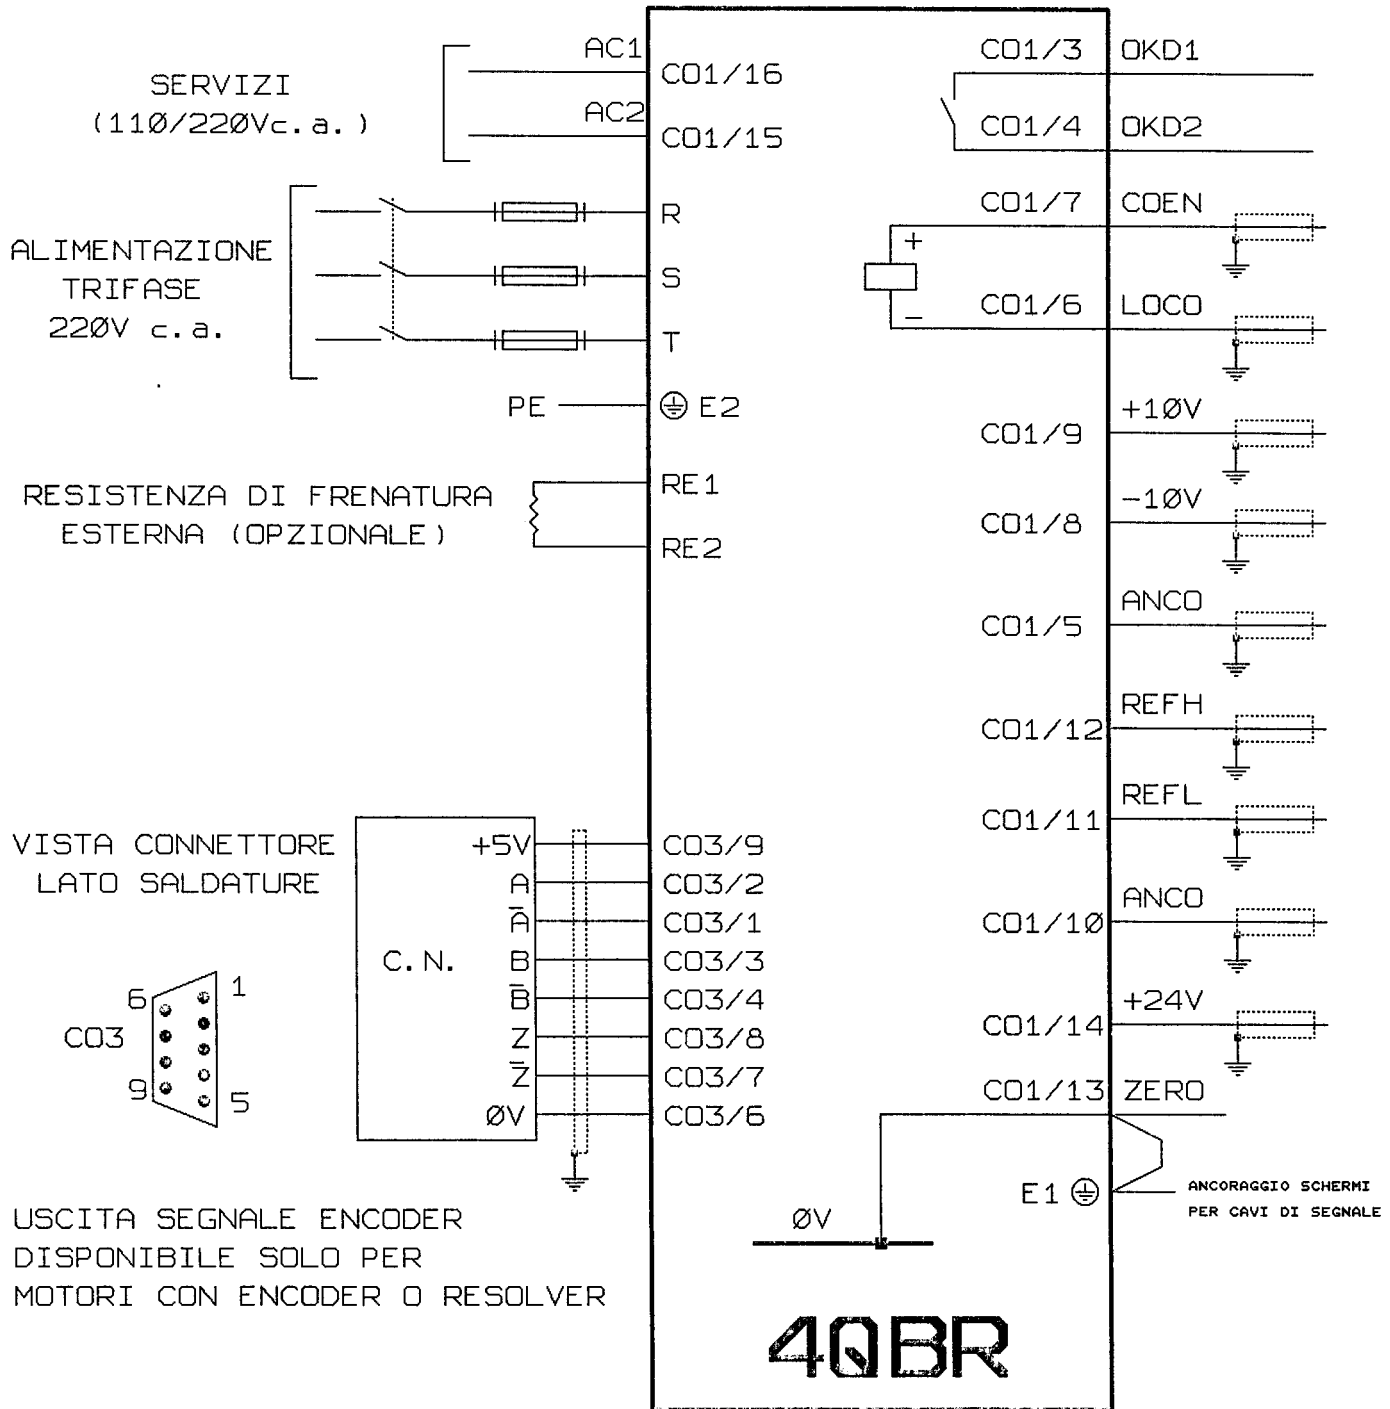 AC1
CO1/16
SERVIZI
(110/220Vc.a.)
AC2
CO1/15
R
S
T
ALIMENTAZIONE
TRIFASE
220V c.a.
PE
E2
RESISTENZA DI FRENATURA
ESTERNA (OPZIONALE)
RE1
RE2
VISTA CONNETTORE
LATO SALDATURE
CO3
6
1
9
5
C.N.
+5V CO3/9
A CO3/2
A̅ CO3/1
B CO3/3
B̅ CO3/4
Z CO3/8
Z̅ CO3/7
0V CO3/6
USCITA SEGNALE ENCODER
DISPONIBILE SOLO PER
MOTORI CON ENCODER O RESOLVER
CO1/3 OKD1
CO1/4 OKD2
CO1/7 COEN
+
CO1/6 LOCO
−
CO1/9 +10V
CO1/8 -10V
CO1/5 ANCO
CO1/12 REFH
CO1/11 REFL
CO1/10 ANCO
CO1/14 +24V
CO1/13 ZERO
E1
ANCORAGGIO SCHERMI
PER CAVI DI SEGNALE
0V
4QBR